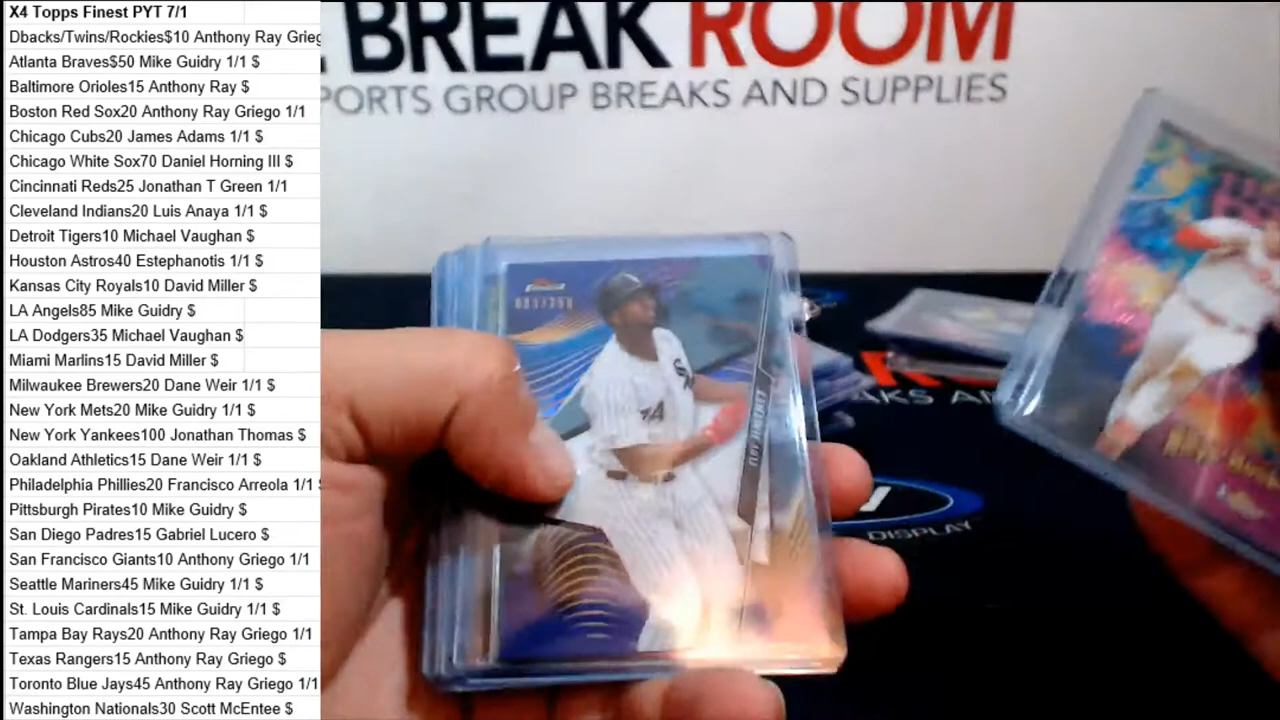 X4 Topps Finest PYT 7/1
Dbacks/Twins/Rockies$10 Anthony Ray Grieg
Atlanta Braves$50 Mike Guidry 1/1 $
Baltimore Orioles15 Anthony Ray $
Boston Red Sox20 Anthony Ray Griego 1/1
Chicago Cubs20 James Adams 1/1 $
Chicago White Sox70 Daniel Horning III $
Cincinnati Reds25 Jonathan T Green 1/1
Cleveland Indians20 Luis Anaya 1/1 $
Detroit Tigers10 Michael Vaughan $
Houston Astros40 Estephanotis 1/1 $
Kansas City Royals10 David Miller $
LA Angels85 Mike Guidry $
LA Dodgers35 Michael Vaughan $
Miami Marlins15 David Miller $
Milwaukee Brewers20 Dane Weir 1/1 $
New York Mets20 Mike Guidry 1/1 $
New York Yankees100 Jonathan Thomas $
Oakland Athletics15 Dane Weir 1/1 $
Philadelphia Phillies20 Francisco Arreola 1/1 $
Pittsburgh Pirates10 Mike Guidry $
San Diego Padres15 Gabriel Lucero $
San Francisco Giants10 Anthony Griego 1/1
Seattle Mariners45 Mike Guidry 1/1 $
St. Louis Cardinals15 Mike Guidry 1/1 $
Tampa Bay Rays20 Anthony Ray Griego 1/1
Texas Rangers15 Anthony Ray Griego $
Toronto Blue Jays45 Anthony Ray Griego 1/1
Washington Nationals30 Scott McEntee $
BREAK ROOM
PORTS GROUP BREAKS AND SUPPLIES
AKS AN
DISPLAY